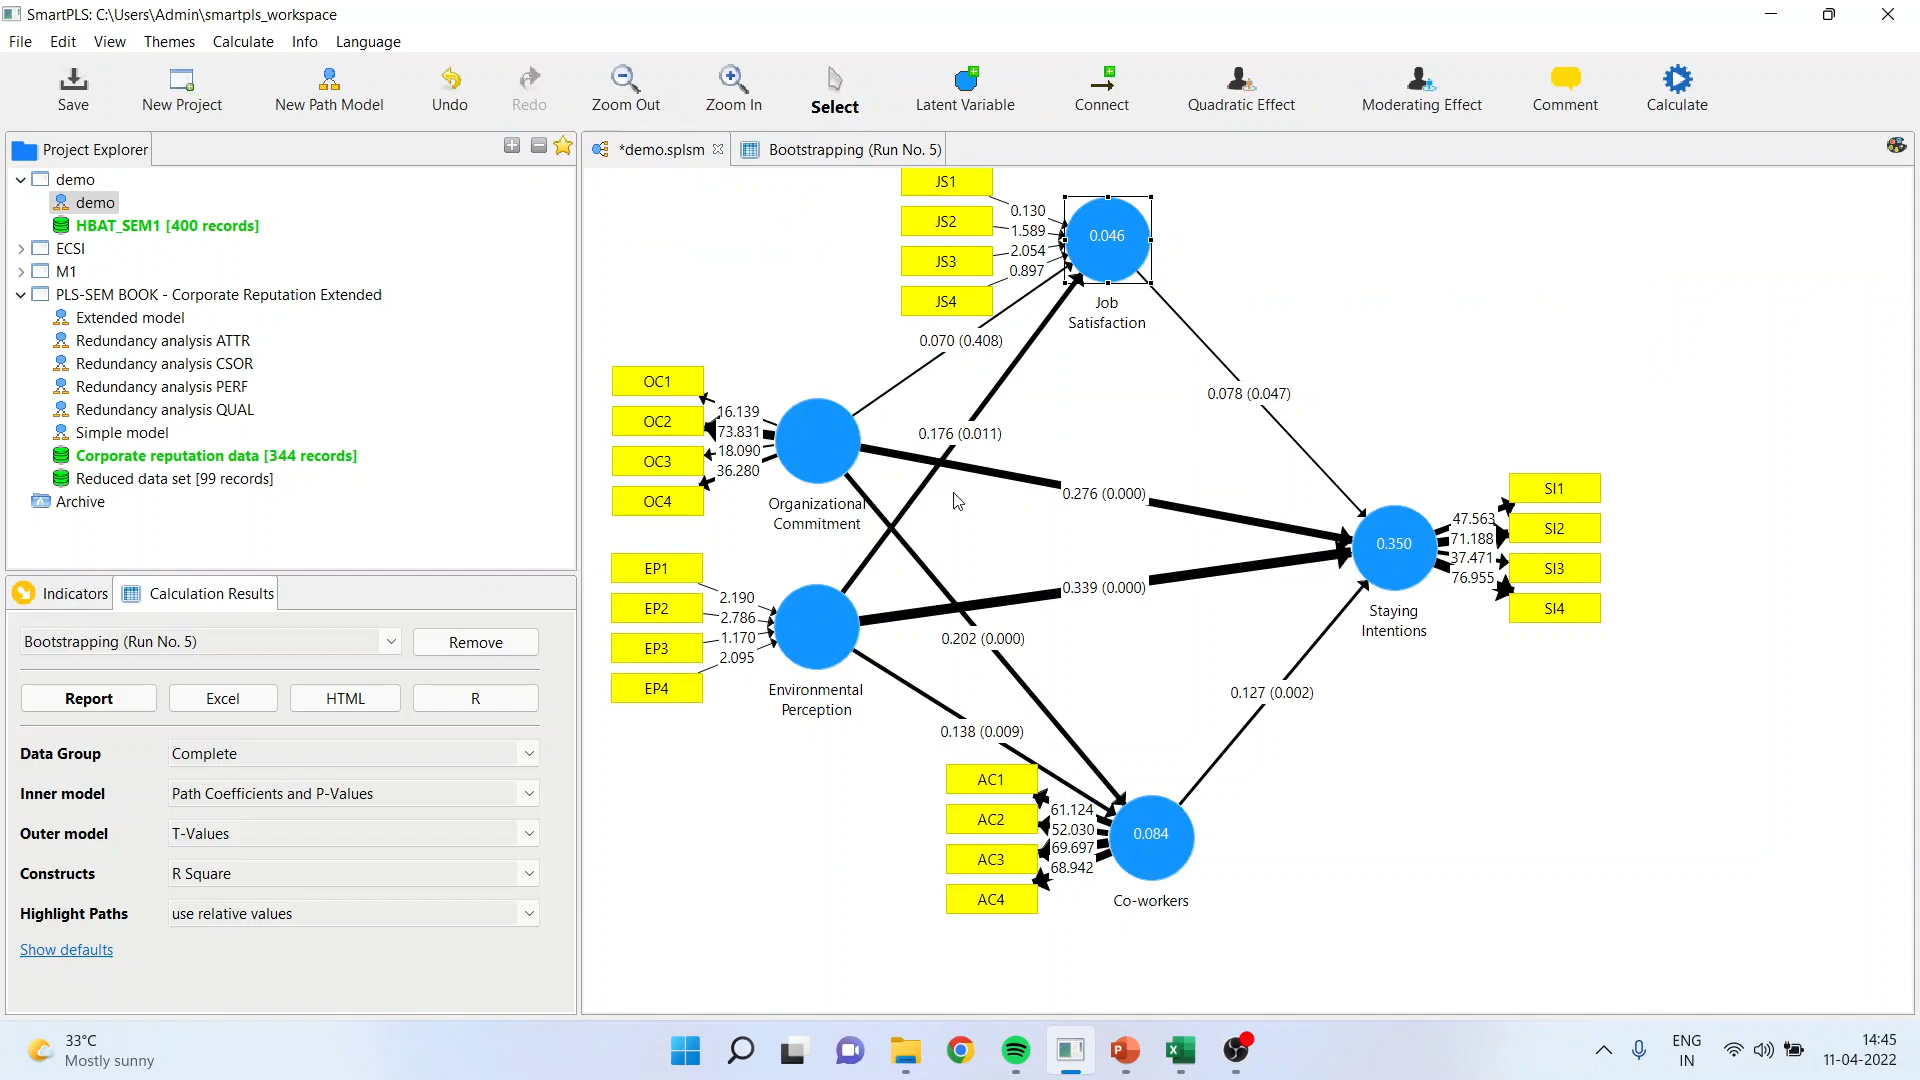 SmartPLS: C:\Users\Admin\smartpls_workspace
File Edit View Themes Calculate Info Language
Save New Project New Path Model Undo Redo Zoom Out Zoom In Select Latent Variable Connect Quadratic Effect Moderating Effect Comment Calculate
Project Explorer
demo
demo
HBAT_SEM1 [400 records]
ECSI
M1
PLS-SEM BOOK - Corporate Reputation Extended
Extended model
Redundancy analysis ATTR
Redundancy analysis CSOR
Redundancy analysis PERF
Redundancy analysis QUAL
Simple model
Corporate reputation data [344 records]
Reduced data set [99 records]
Archive
Indicators Calculation Results
Bootstrapping (Run No. 5) Remove
Report Excel HTML R
Data Group Complete
Inner model Path Coefficients and P-Values
Outer model T-Values
Constructs R Square
Highlight Paths use relative values
Show defaults
*demo.splsm Bootstrapping (Run No. 5)
JS1
JS2
JS3
JS4
0.130
1.589
2.054
0.897
0.046
Job
Satisfaction
0.070 (0.408)
0.078 (0.047)
OC1
OC2
OC3
OC4
16.139
73.831
18.090
36.280
Organizational
Commitment
0.176 (0.011)
0.276 (0.000)
EP1
EP2
EP3
EP4
2.190
2.786
1.170
2.095
Environmental
Perception
0.339 (0.000)
0.202 (0.000)
0.138 (0.009)
0.350
Staying
Intentions
47.563
71.188
37.471
76.955
SI1
SI2
SI3
SI4
0.127 (0.002)
AC1
AC2
AC3
AC4
61.124
52.030
69.697
68.942
0.084
Co-workers
33°C
Mostly sunny
ENG
IN
14:45
11-04-2022